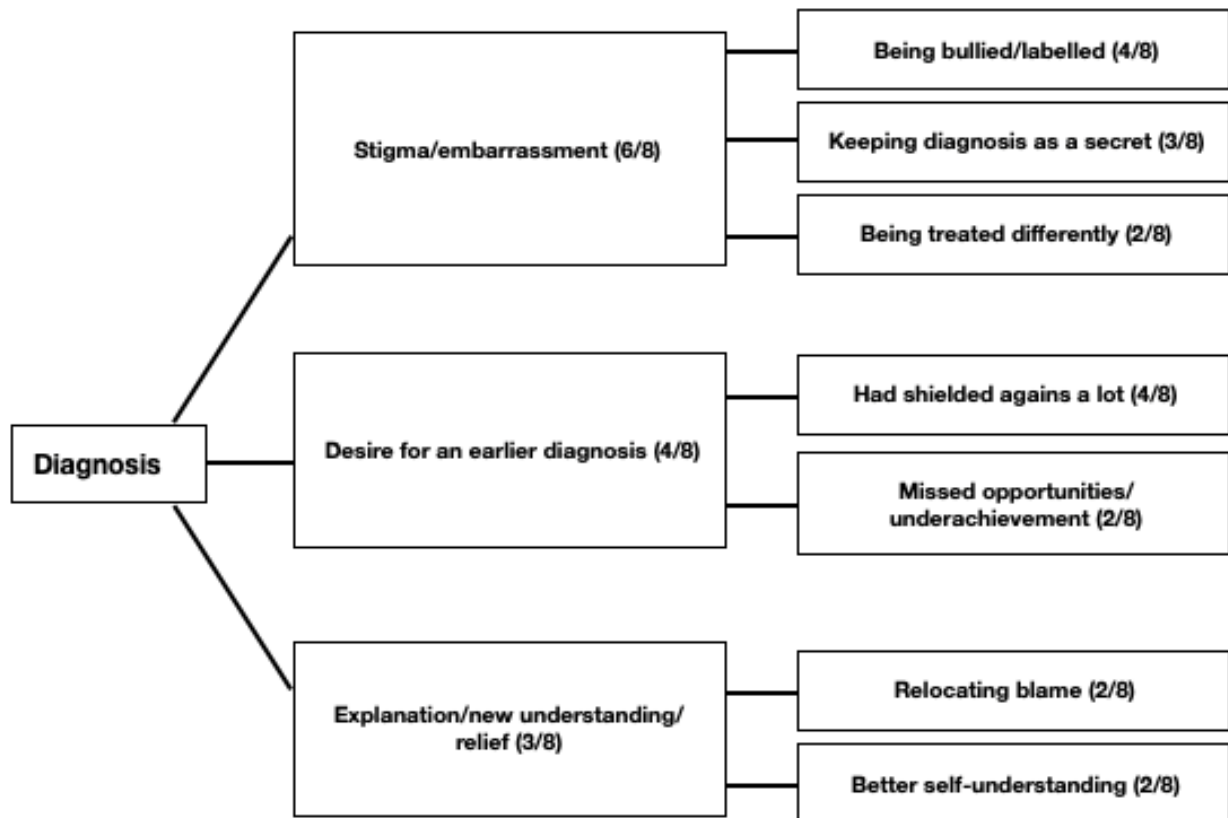 Being bullied/labelled (4/8)
Stigma/embarrassment (6/8)
Keeping diagnosis as a secret (3/8)
Being treated differently (2/8)
Diagnosis
Desire for an earlier diagnosis (4/8)
Had shielded agains a lot (4/8)
Missed opportunities/
underachievement (2/8)
Explanation/new understanding/
relief (3/8)
Relocating blame (2/8)
Better self-understanding (2/8)